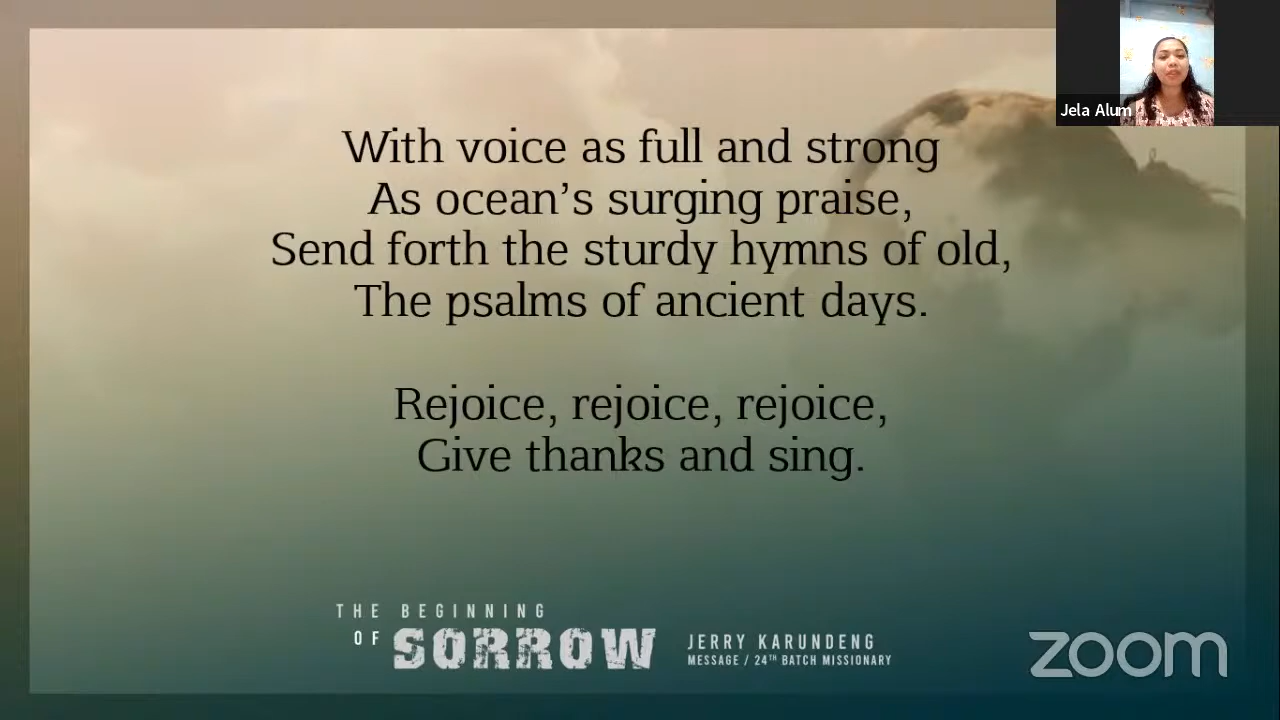 Jela Alum
With voice as full and strong
As ocean’s surging praise,
Send forth the sturdy hymns of old,
The psalms of ancient days.
Rejoice, rejoice, rejoice,
Give thanks and sing.
THE BEGINNING
OF SORROW
JERRY KARUNDENG
MESSAGE / 24TH BATCH MISSIONARY
zoom